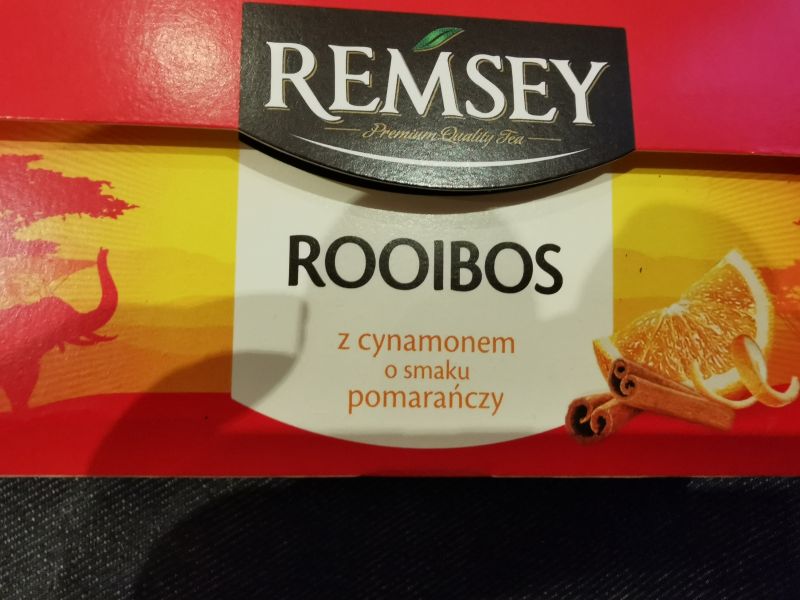 REMSEY
Premium Quality Tea
ROOIBOS
z cynamonem
o smaku
pomarańczy